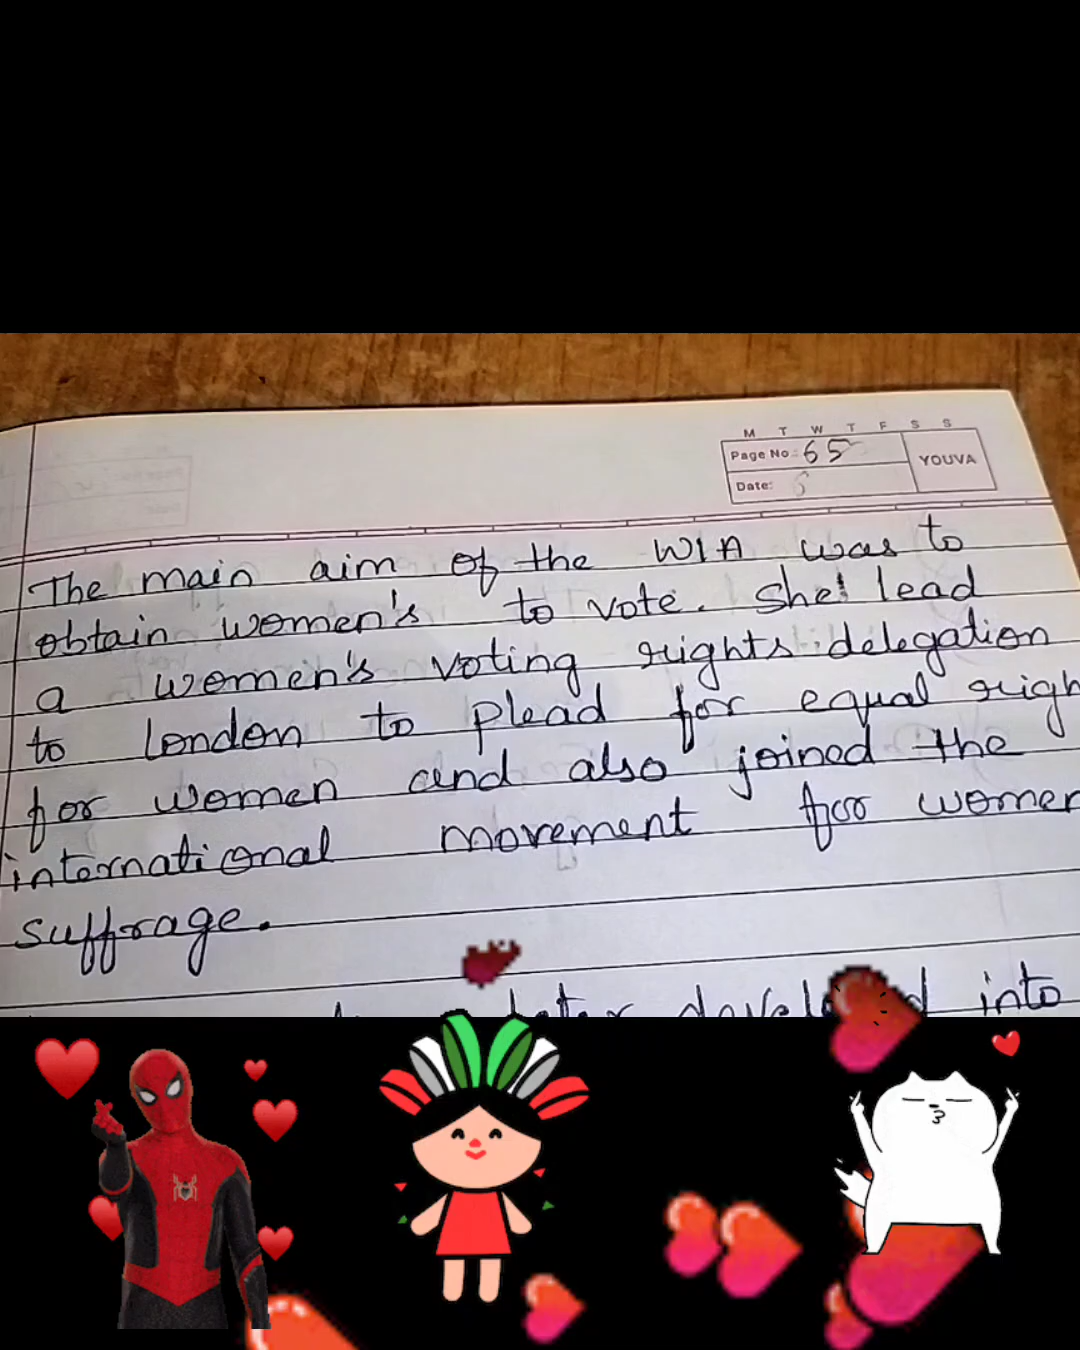 M T W T F S S
Page No.: 65
YOUVA
Date:
The main aim of the WIA was to
obtain women's to vote. She lead
a women's voting rights delegation
to london to plead for equal righ
for women and also joined the
international movement for women
suffrage.
into